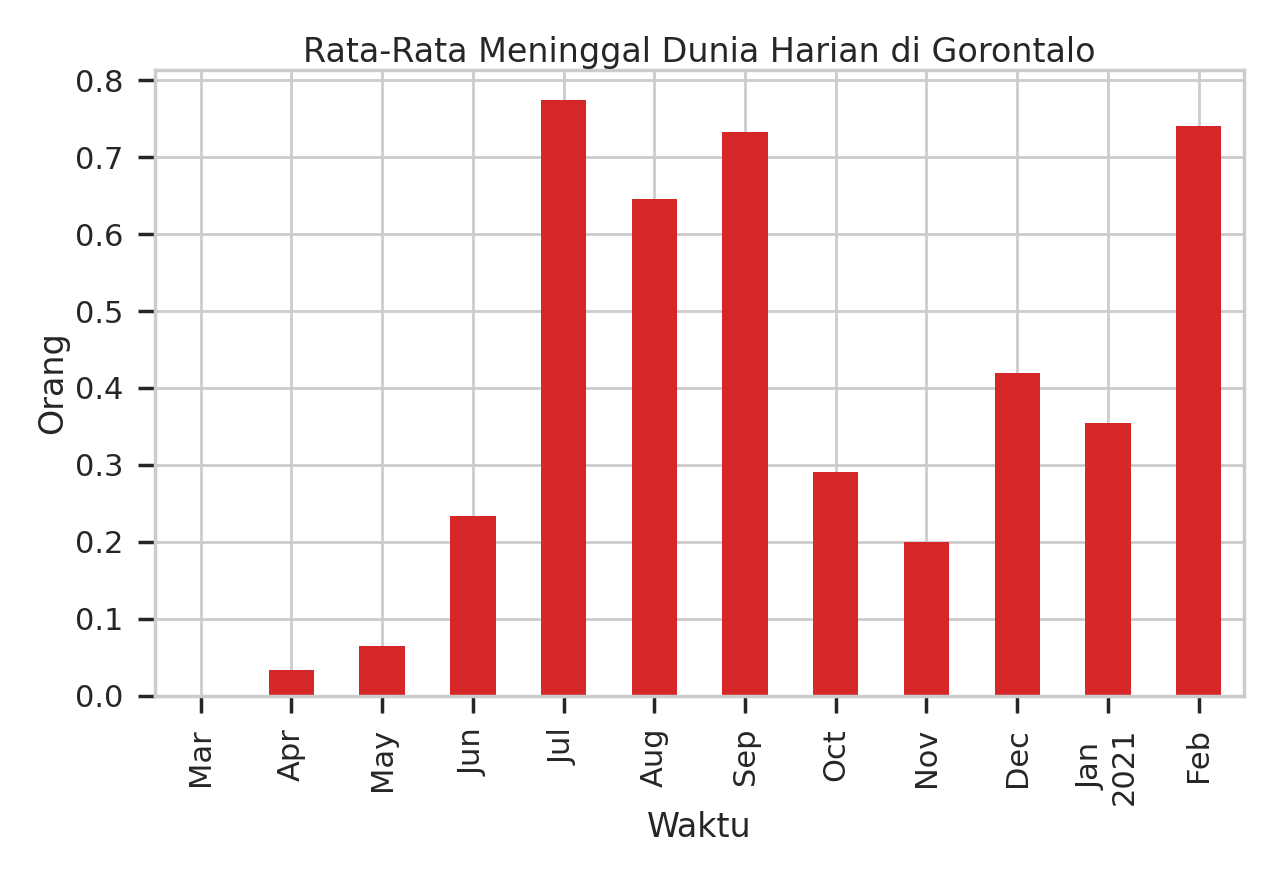 Rata-Rata Meninggal Dunia Harian di Gorontalo
Orang
0.8
0.7
0.6
0.5
0.4
0.3
0.2
0.1
0.0
Mar
Apr
May
Jun
Jul
Aug
Sep
Oct
Nov
Dec
Jan
2021
Feb
Waktu